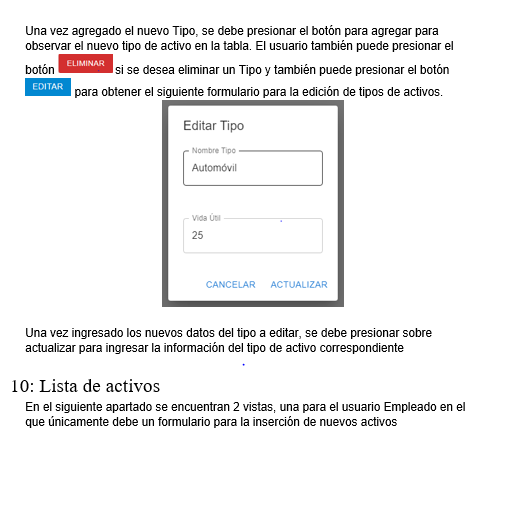 Una vez agregado el nuevo Tipo, se debe presionar el botón para agregar para
observar el nuevo tipo de activo en la tabla. El usuario también puede presionar el
botón ELIMINAR si se desea eliminar un Tipo y también puede presionar el botón
EDITAR para obtener el siguiente formulario para la edición de tipos de activos.
Editar Tipo
Nombre Tipo
Automóvil
Vida Útil
25
CANCELAR ACTUALIZAR
Una vez ingresado los nuevos datos del tipo a editar, se debe presionar sobre
actualizar para ingresar la información del tipo de activo correspondiente
10: Lista de activos
En el siguiente apartado se encuentran 2 vistas, una para el usuario Empleado en el
que únicamente debe un formulario para la inserción de nuevos activos